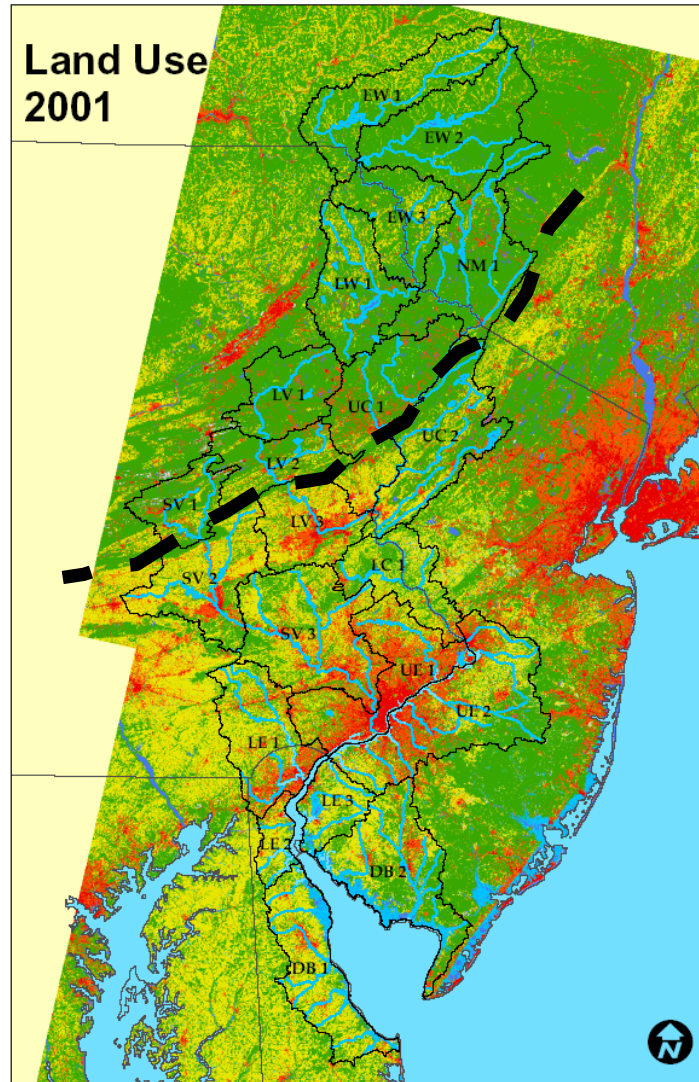 Land Use
2001
EW 1
EW 2
EW 3
NM 1
LW 1
LV 1
UC 1
UC 2
LV 2
SV 1
LV 3
LC 1
SV 2
SV 3
UE 1
UE 2
LE 1
LE 3
LE 2
DB 2
DB 1
N